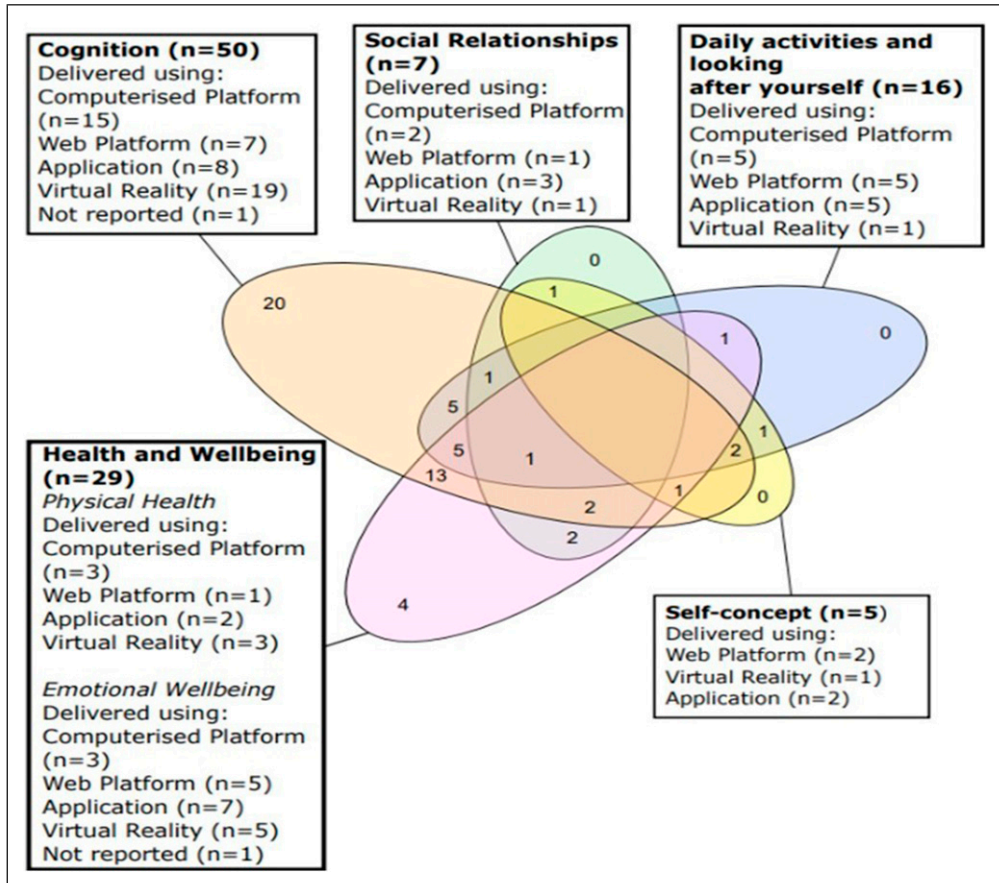 Cognition (n=50)
Delivered using:
Computerised Platform
(n=15)
Web Platform (n=7)
Application (n=8)
Virtual Reality (n=19)
Not reported (n=1)
Social Relationships
(n=7)
Delivered using:
Computerised Platform
(n=2)
Web Platform (n=1)
Application (n=3)
Virtual Reality (n=1)
Daily activities and
looking
after yourself (n=16)
Delivered using:
Computerised Platform
(n=5)
Web Platform (n=5)
Application (n=5)
Virtual Reality (n=1)
0
20
1
0
1
1
5
1
5
2
1
13
1
0
2
2
4
Health and Wellbeing
(n=29)
Physical Health
Delivered using:
Computerised Platform
(n=3)
Web Platform (n=1)
Application (n=2)
Virtual Reality (n=3)
Emotional Wellbeing
Delivered using:
Computerised Platform
(n=3)
Web Platform (n=5)
Application (n=7)
Virtual Reality (n=5)
Not reported (n=1)
Self-concept (n=5)
Delivered using:
Web Platform (n=2)
Virtual Reality (n=1)
Application (n=2)